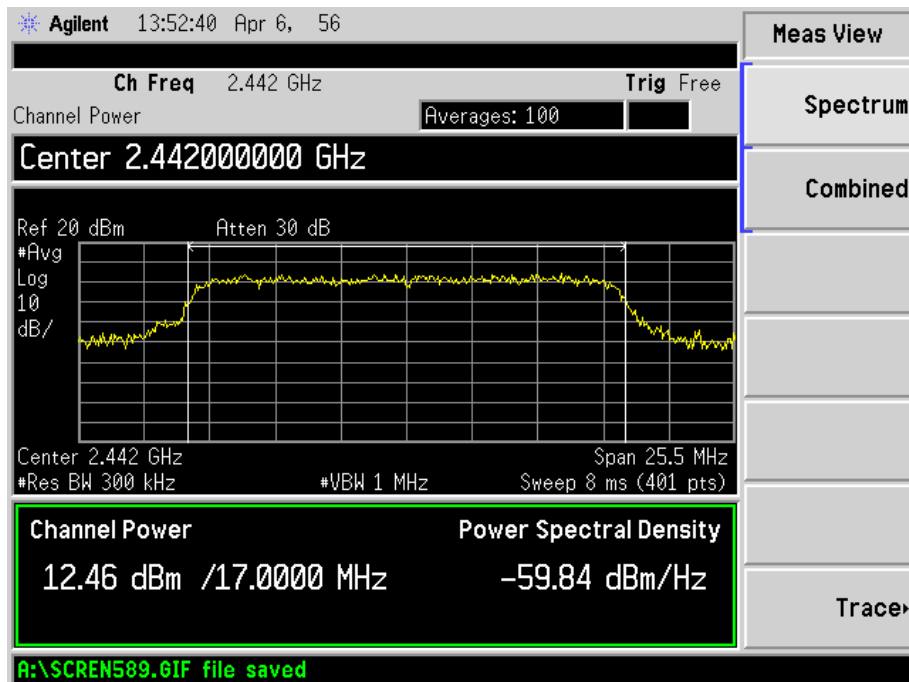 Agilent 13:52:40 Apr 6, 56
Meas View
Ch Freq 2.442 GHz Trig Free
Channel Power Averages: 100
Spectrum
Center 2.442000000 GHz
Combined
Ref 20 dBm Atten 30 dB
#Avg
Log
10
dB/
Center 2.442 GHz Span 25.5 MHz
#Res BW 300 kHz #VBW 1 MHz Sweep 8 ms (401 pts)
Channel Power Power Spectral Density
12.46 dBm /17.0000 MHz -59.84 dBm/Hz
Trace
A:\SCREN589.GIF file saved